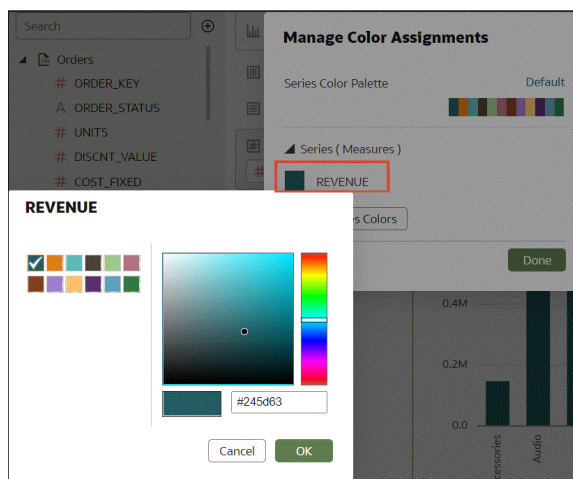 Search
Orders
# ORDER_KEY
A ORDER_STATUS
# UNITS
# DISCNT_VALUE
# COST_FIXED
#
#
Manage Color Assignments
Series Color Palette
Default
Series ( Measures )
REVENUE
s Colors
Done
REVENUE
#245d63
Cancel
OK
0.4M
0.2M
0.0
cessories
Audio